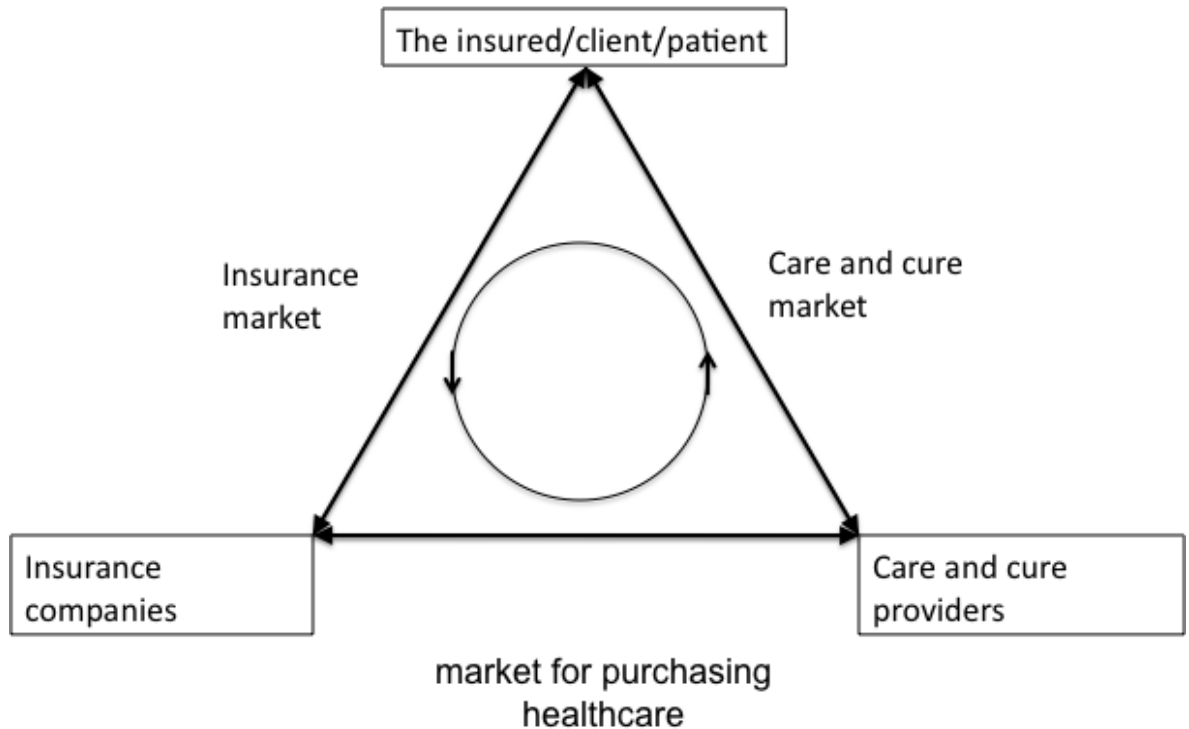 The insured/client/patient
Insurance
market
Care and cure
market
Insurance
companies
Care and cure
providers
market for purchasing
healthcare